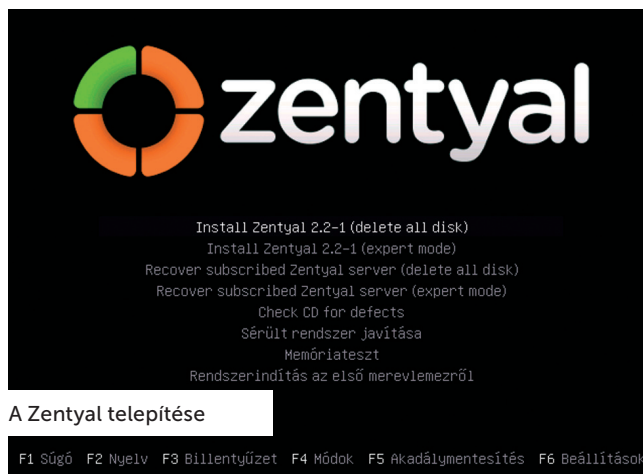 zentyal
Install Zentyal 2.2-1 (delete all disk)
Install Zentyal 2.2-1 (expert mode)
Recover subscribed Zentyal server (delete all disk)
Recover subscribed Zentyal server (expert mode)
Check CD for defects
Sérült rendszer javítása
Memóriateszt
Rendszerindítás az első merevlemezről
A Zentyal telepítése
F1 Súgó F2 Nyelv F3 Billentyűzet F4 Módok F5 Akadálymentesítés F6 Beállítások